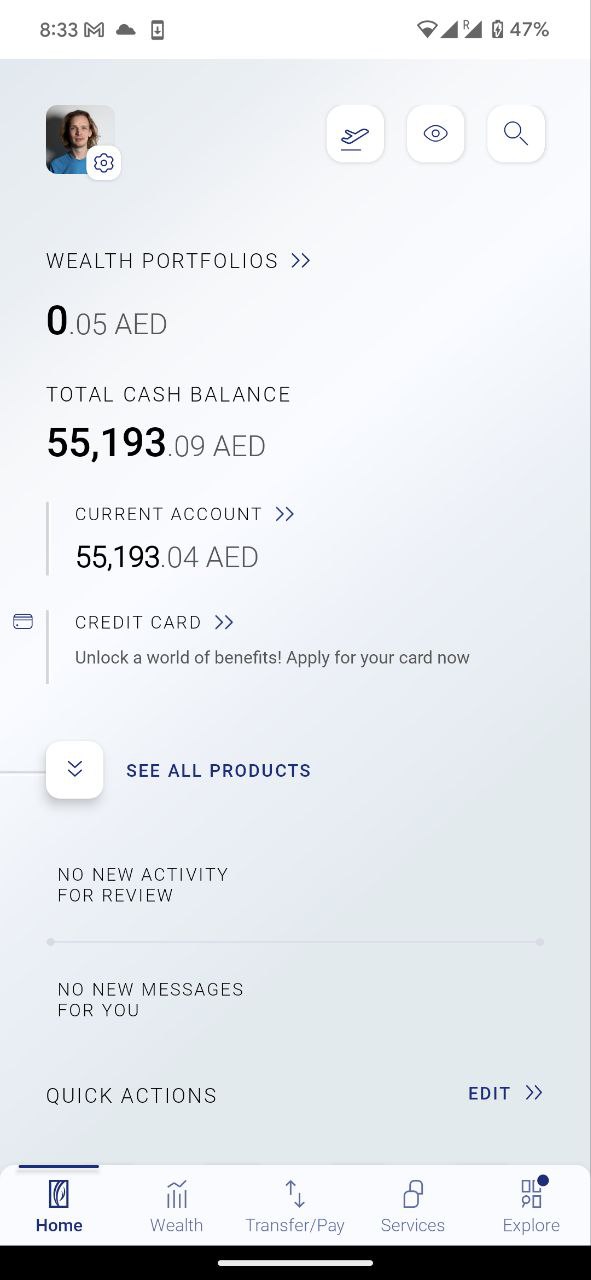 8:33
R
47%
WEALTH PORTFOLIOS
0.05 AED
TOTAL CASH BALANCE
55,193.09 AED
CURRENT ACCOUNT
55,193.04 AED
CREDIT CARD
Unlock a world of benefits! Apply for your card now
SEE ALL PRODUCTS
NO NEW ACTIVITY
FOR REVIEW
NO NEW MESSAGES
FOR YOU
QUICK ACTIONS
EDIT
Home
Wealth
Transfer/Pay
Services
Explore